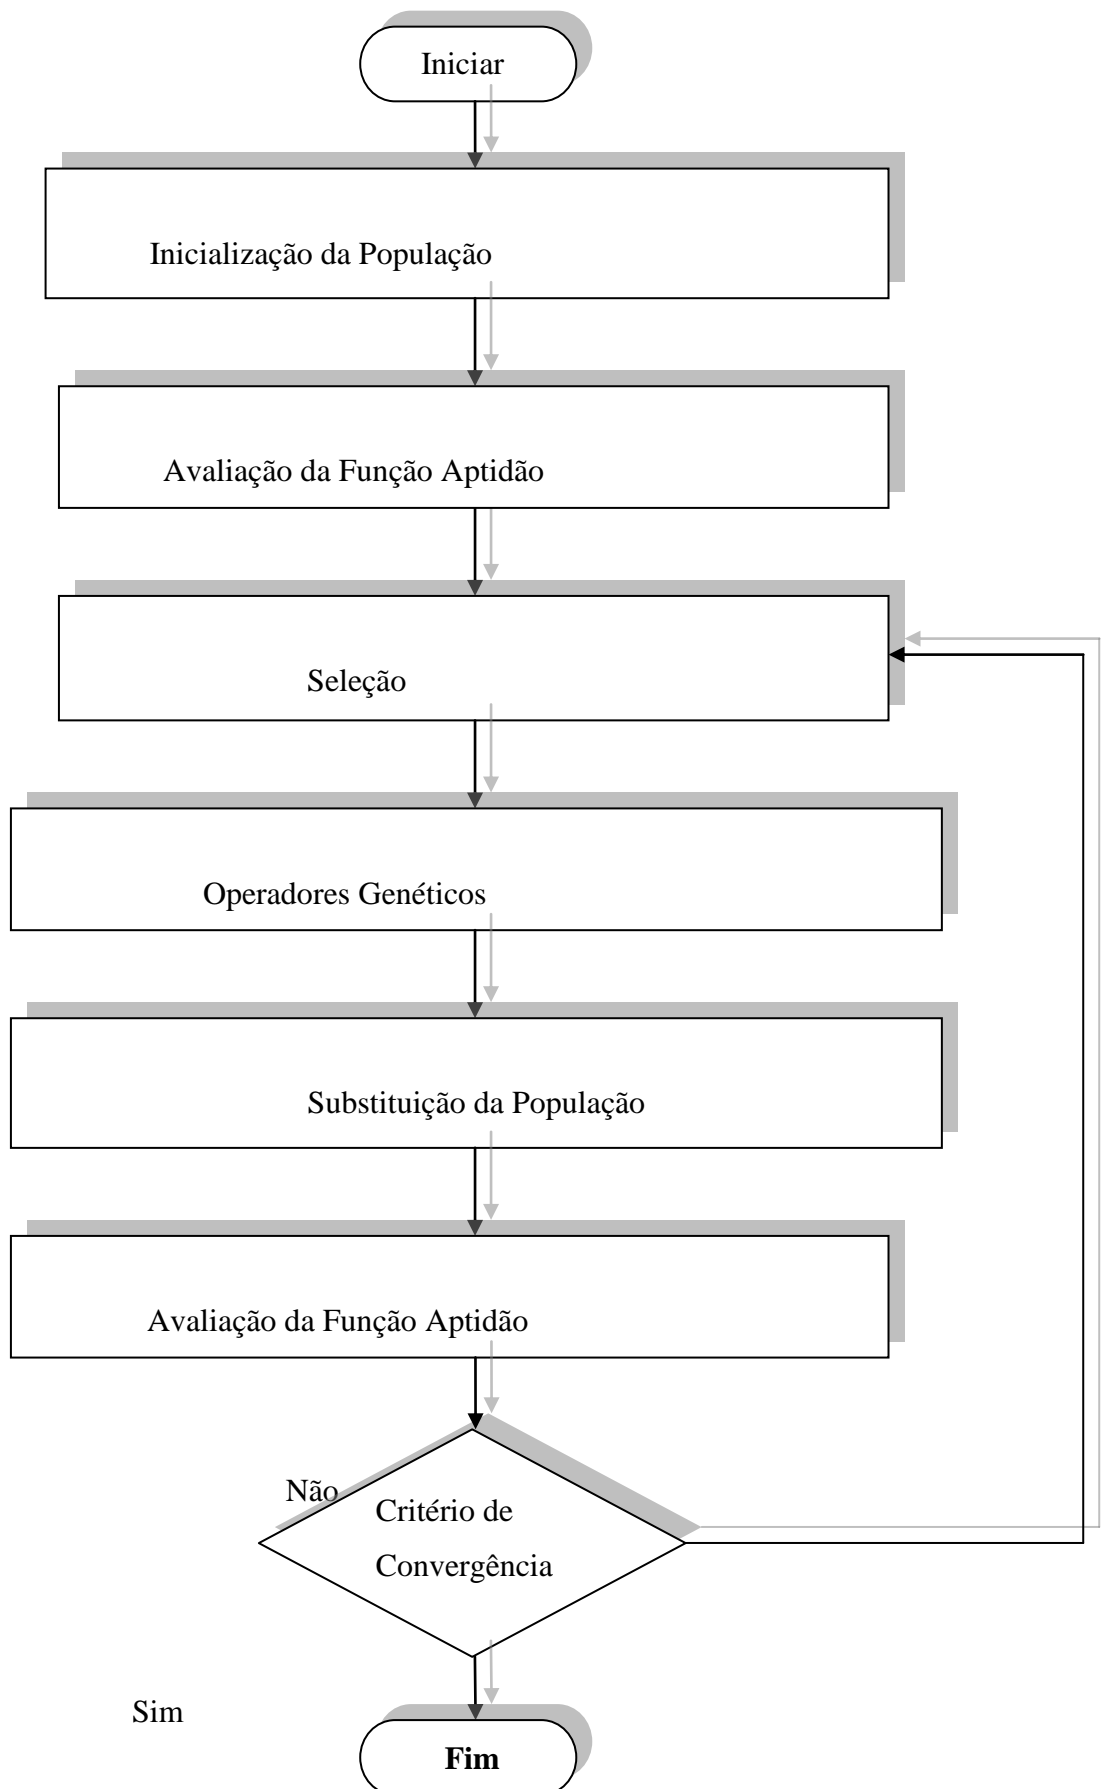 Iniciar
Inicialização da População
Avaliação da Função Aptidão
Seleção
Operadores Genéticos
Substituição da População
Avaliação da Função Aptidão
Não
Critério de
Convergência
Sim
Fim